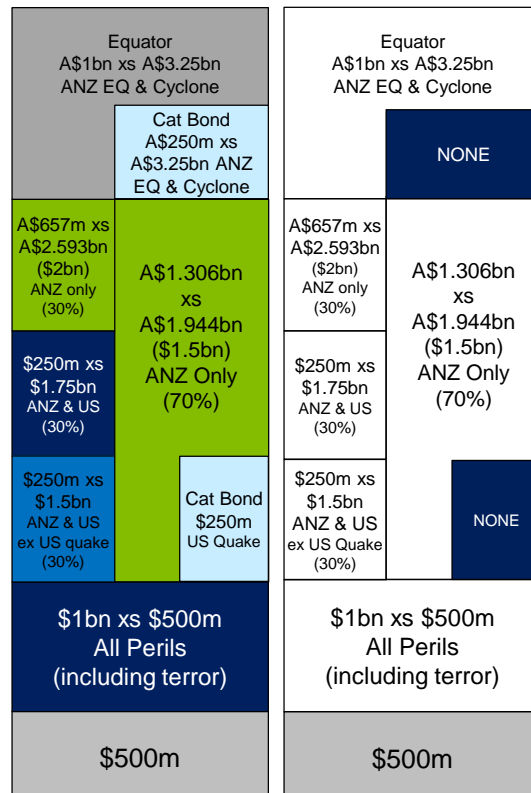 Equator
A$1bn xs A$3.25bn
ANZ EQ & Cyclone
Cat Bond
A$250m xs
A$3.25bn ANZ
EQ & Cyclone
A$657m xs
A$2.593bn
($2bn)
ANZ only
(30%)
A$1.306bn
xs
A$1.944bn
($1.5bn)
ANZ Only
(70%)
$250m xs
$1.75bn
ANZ & US
(30%)
$250m xs
$1.5bn
ANZ & US
ex US quake
(30%)
Cat Bond
$250m
US Quake
$1bn xs $500m
All Perils
(including terror)
$500m
Equator
A$1bn xs A$3.25bn
ANZ EQ & Cyclone
NONE
A$657m xs
A$2.593bn
($2bn)
ANZ only
(30%)
A$1.306bn
xs
A$1.944bn
($1.5bn)
ANZ Only
(70%)
$250m xs
$1.75bn
ANZ & US
(30%)
$250m xs
$1.5bn
ANZ & US
ex US Quake
(30%)
NONE
$1bn xs $500m
All Perils
(including terror)
$500m